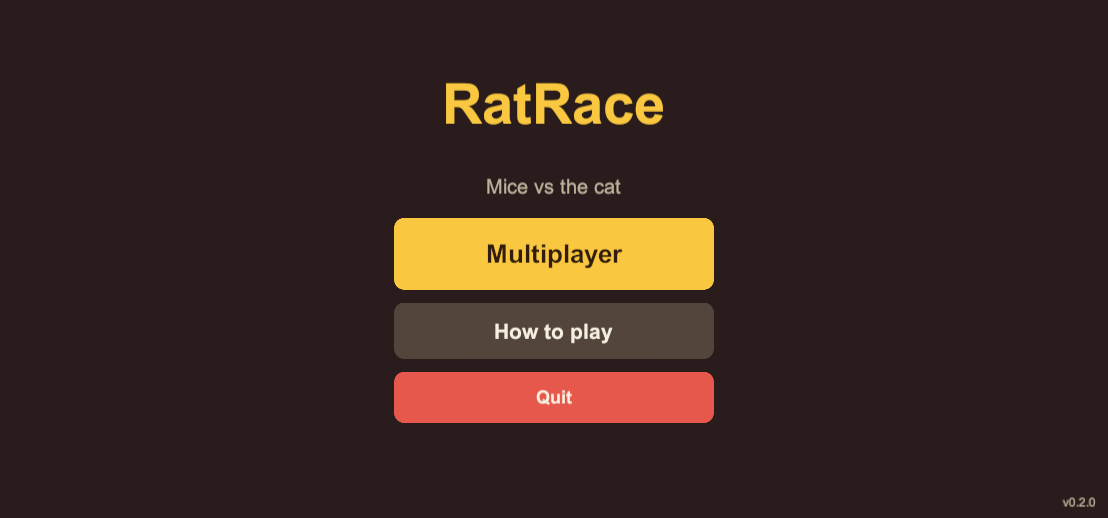 RatRace
Mice vs the cat
Multiplayer
How to play
Quit
v0.2.0